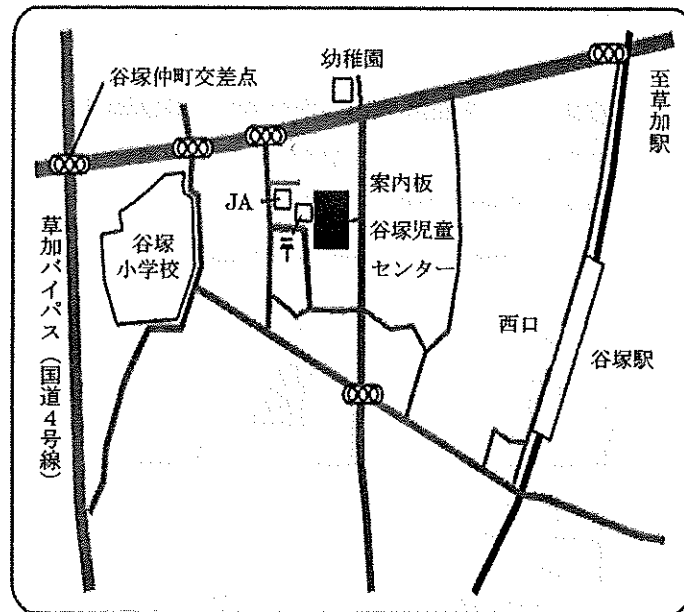 幼稚園
谷塚仲町交差点
至草加駅
JA
案内板
谷塚児童
センター
谷塚
小学校
〒
草加バイパス（国道4号線）
西口
谷塚駅